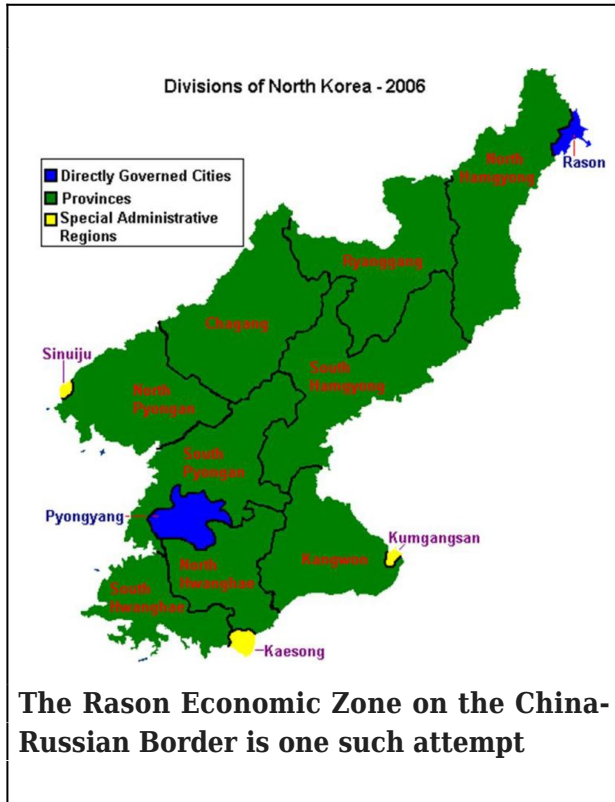 Divisions of North Korea - 2006
Directly Governed Cities
Provinces
Special Administrative
Regions
North
Hamgyong
Rason
Ryanggang
Chagang
Sinuiju
South
Hamgyong
North
Pyongan
South
Pyongan
Pyongyang
Kumgangsan
Kangwon
North
Hwanghae
South
Hwanghae
Kaesong
The Rason Economic Zone on the China-
Russian Border is one such attempt